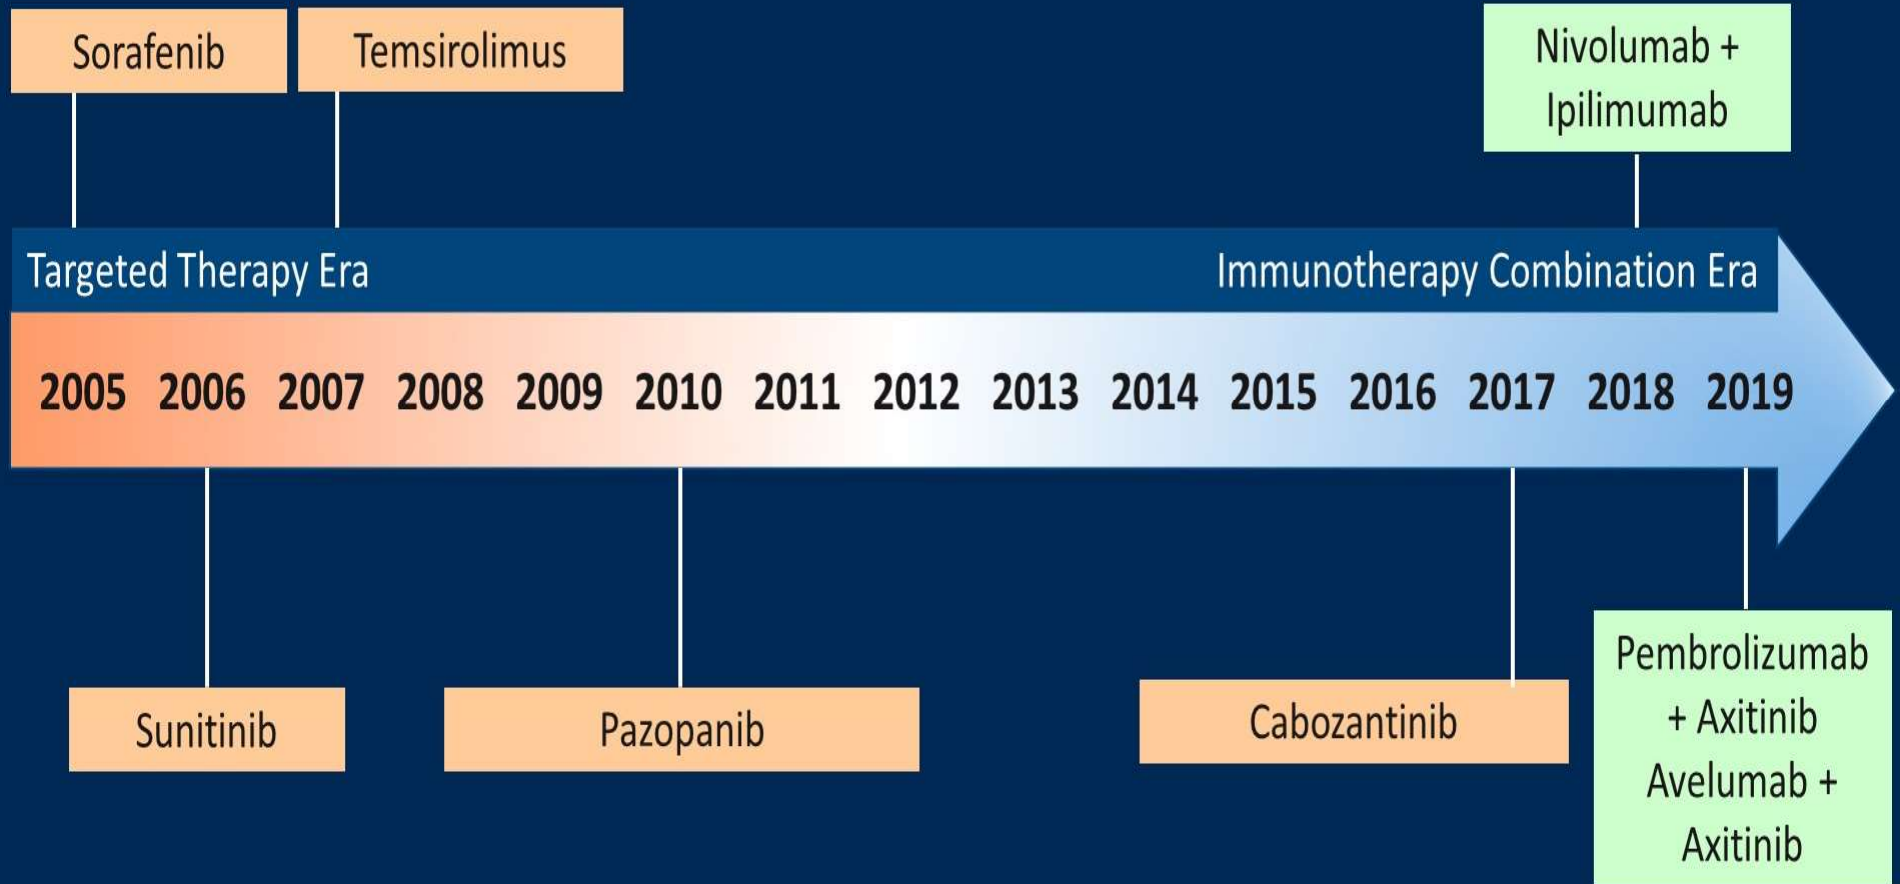 Sorafenib
Temsirolimus
Nivolumab +
Ipilimumab
Targeted Therapy Era
Immunotherapy Combination Era
2005 2006 2007 2008 2009 2010 2011 2012 2013 2014 2015 2016 2017 2018 2019
Sunitinib
Pazopanib
Cabozantinib
Pembrolizumab
+ Axitinib
Avelumab +
Axitinib